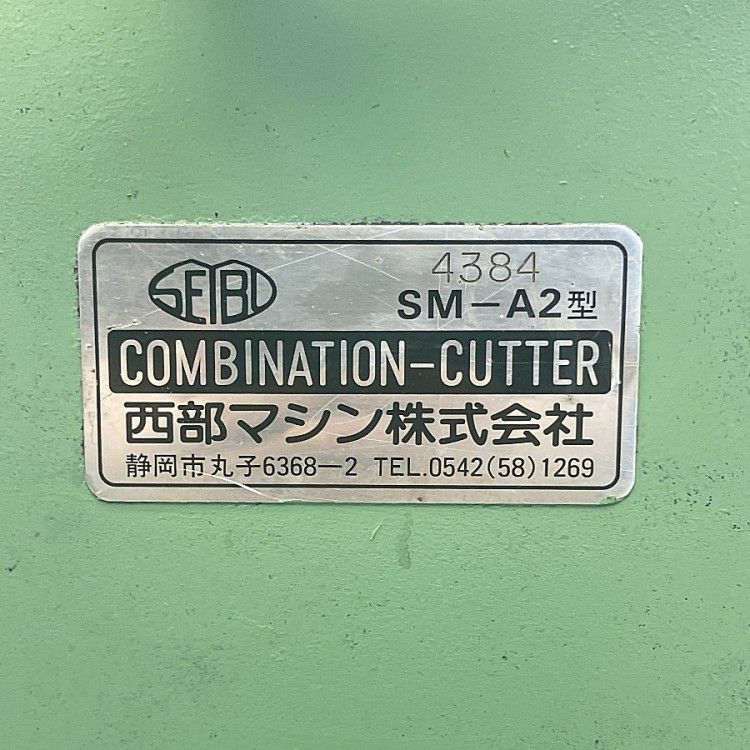 SEIBU
4384
SM−A2型
COMBINATION−CUTTER
西部マシン株式会社
静岡市丸子6368−2 TEL.0542(58)1269